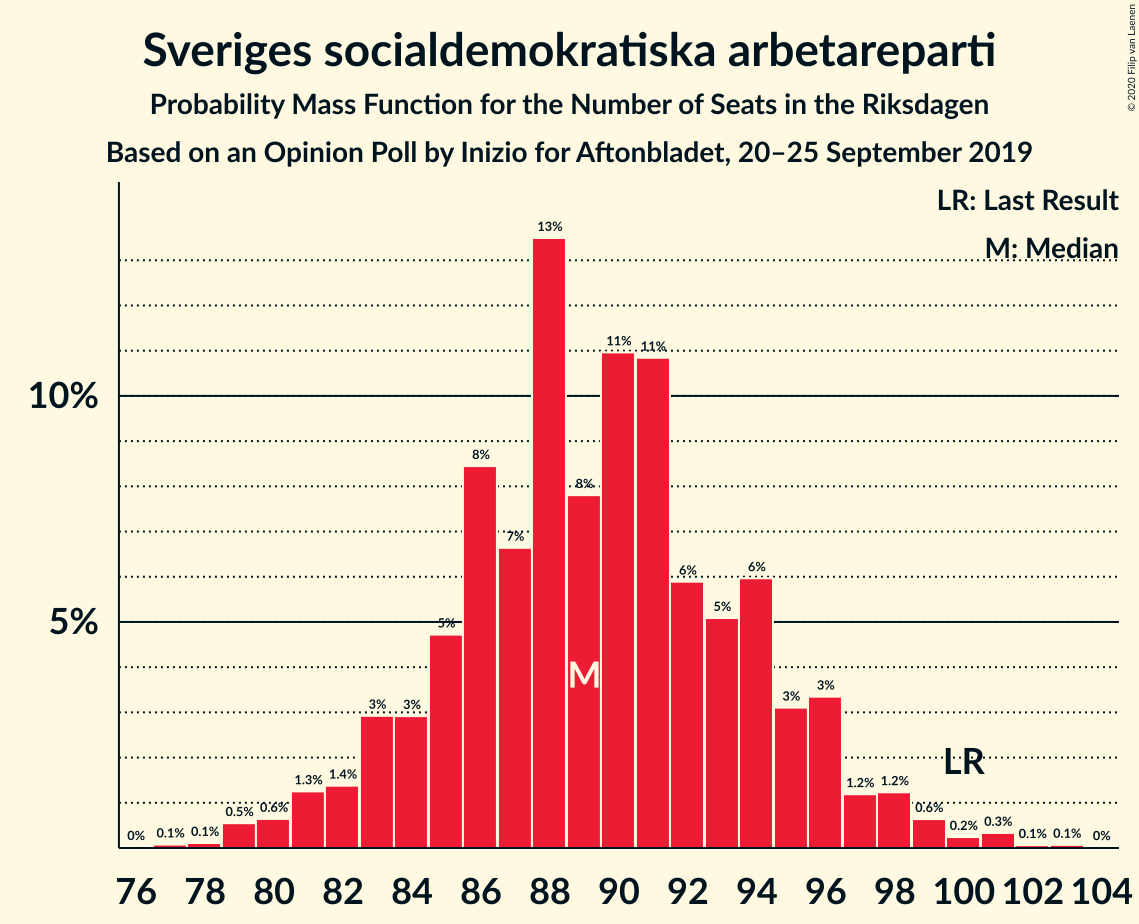 Sveriges socialdemokratiska arbetareparti
Probability Mass Function for the Number of Seats in the Riksdagen
Based on an Opinion Poll by Inizio for Aftonbladet, 20–25 September 2019
© 2020 Filip van Laenen
LR: Last Result
M: Median
10%
5%
0% 0.1% 0.1% 0.5% 0.6% 1.3% 1.4% 3% 3% 5% 8% 7% 13% 8% 11% 11% 6% 5% 6% 3% 3% 1.2% 1.2% 0.6% 0.2% 0.3% 0.1% 0.1% 0%
M
LR
76 78 80 82 84 86 88 90 92 94 96 98 100 102 104